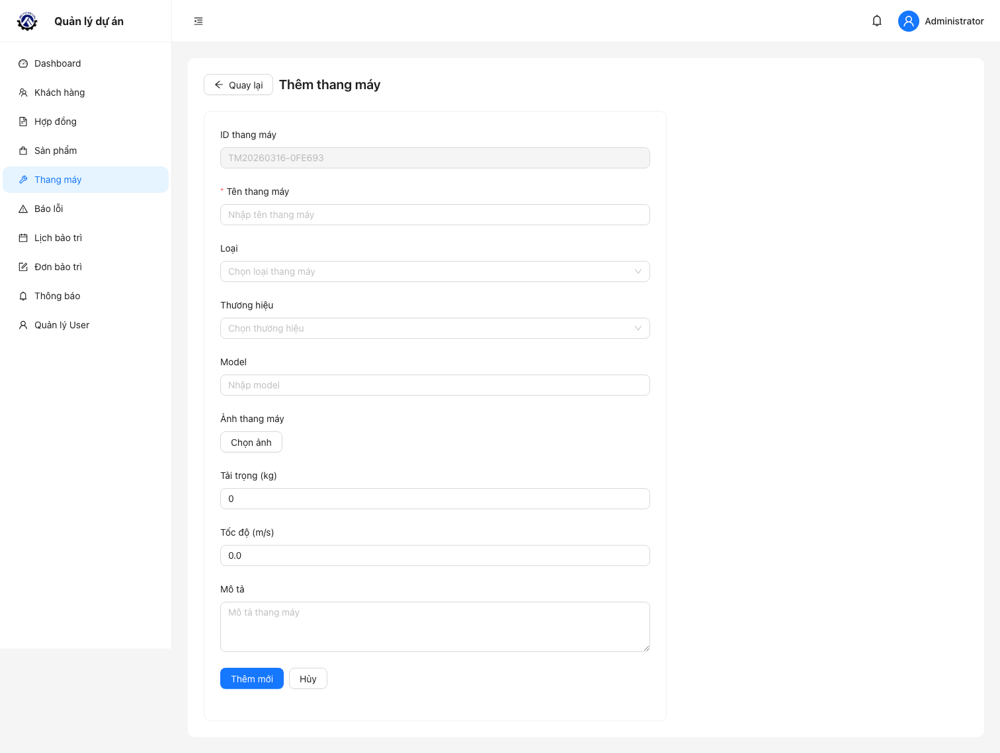 Quản lý dự án
Administrator
Dashboard
Khách hàng
Hợp đồng
Sản phẩm
Thang máy
Báo lỗi
Lịch bảo trì
Đơn bảo trì
Thông báo
Quản lý User
Quay lại
Thêm thang máy
ID thang máy
TM20260316-0FE693
* Tên thang máy
Nhập tên thang máy
Loại
Chọn loại thang máy
Thương hiệu
Chọn thương hiệu
Model
Nhập model
Ảnh thang máy
Chọn ảnh
Tải trọng (kg)
0
Tốc độ (m/s)
0.0
Mô tả
Mô tả thang máy
Thêm mới
Hủy